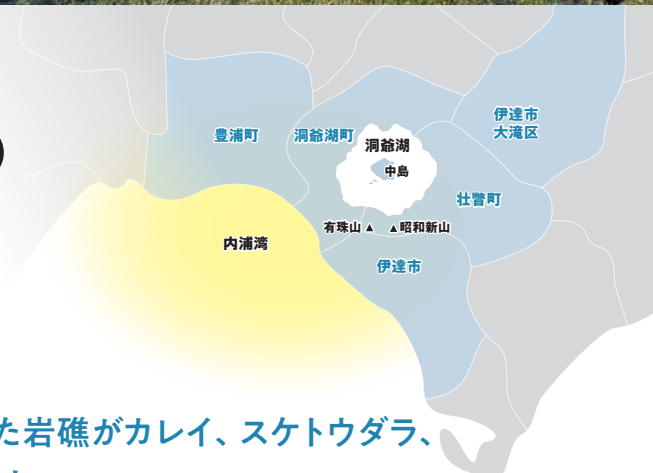 豊浦町
洞爺湖町
洞爺湖
中島
伊達市
大滝区
壮瞥町
有珠山▲ ▲昭和新山
内浦湾
伊達市
た岩礁がカレイ、スケトウダラ、